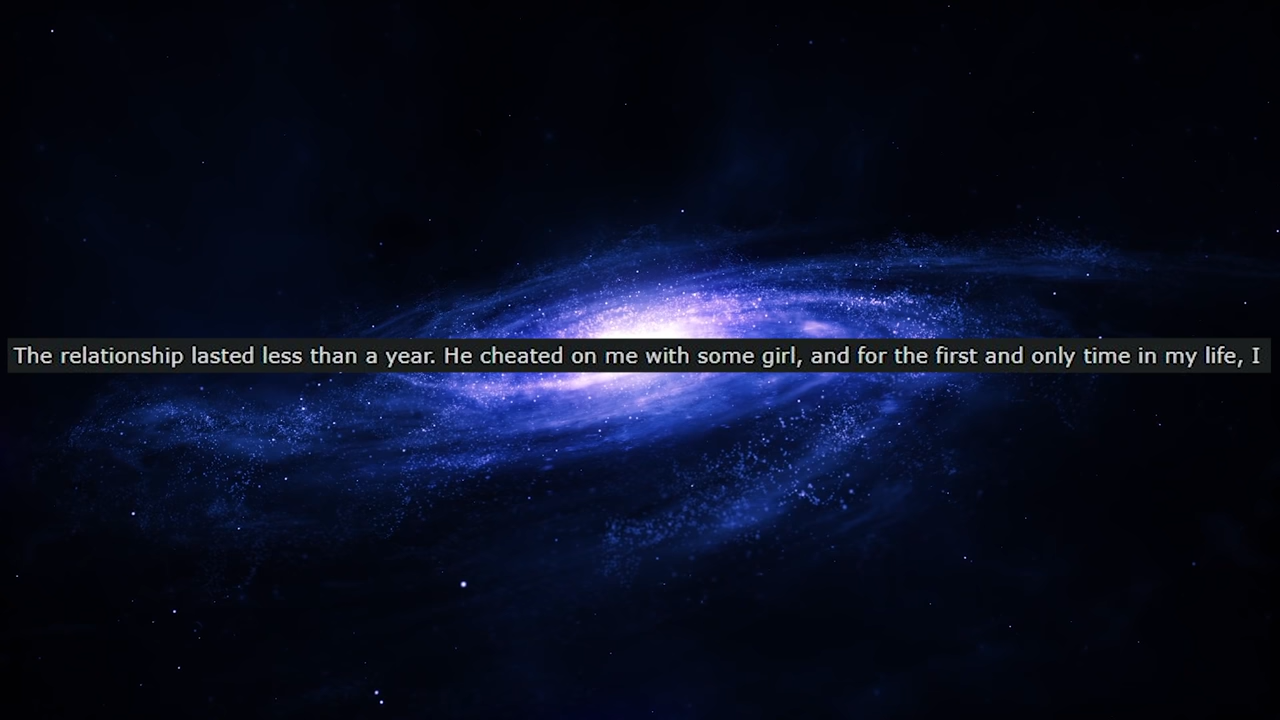 The relationship lasted less than a year. He cheated on me with some girl, and for the first and only time in my life, I